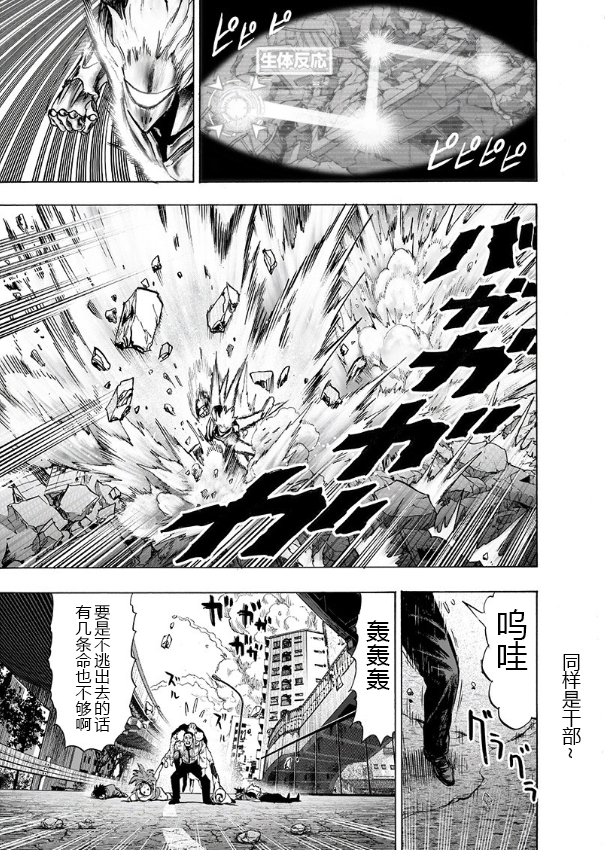 ピピピ
生体反応
ピピピピ
バガガガガガ
呜哇
グラグラ
轰轰轰
ガガガ
要是不逃出去的话
有几条命也不够啊
同样是干部~